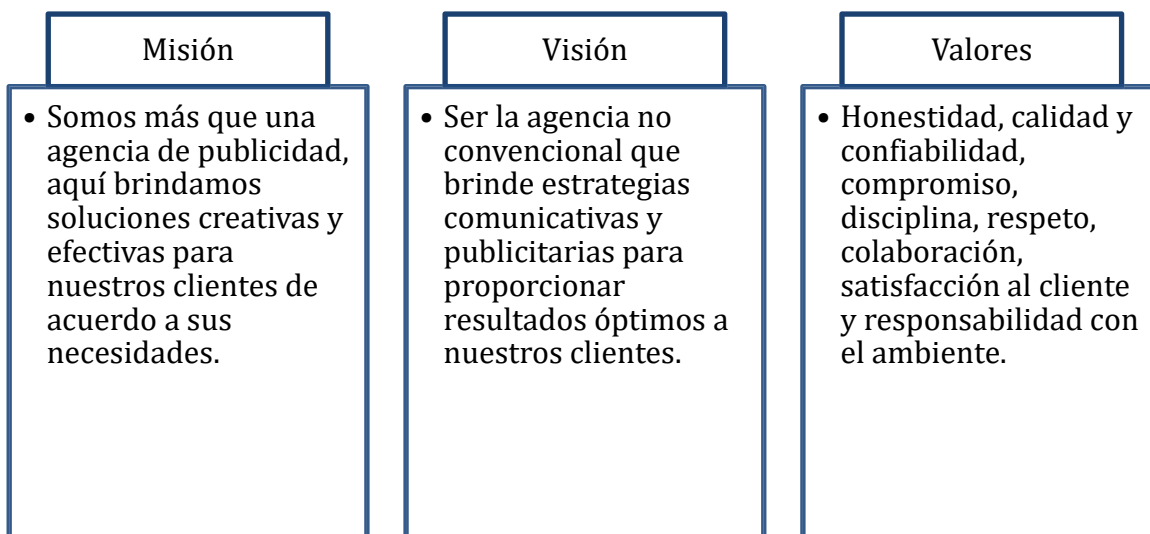 Misión
• Somos más que una
agencia de publicidad,
aquí brindamos
soluciones creativas y
efectivas para
nuestros clientes de
acuerdo a sus
necesidades.
Visión
• Ser la agencia no
convencional que
brinde estrategias
comunicativas y
publicitarias para
proporcionar
resultados óptimos a
nuestros clientes.
Valores
• Honestidad, calidad y
confiabilidad,
compromiso,
disciplina, respeto,
colaboración,
satisfacción al cliente
y responsabilidad con
el ambiente.